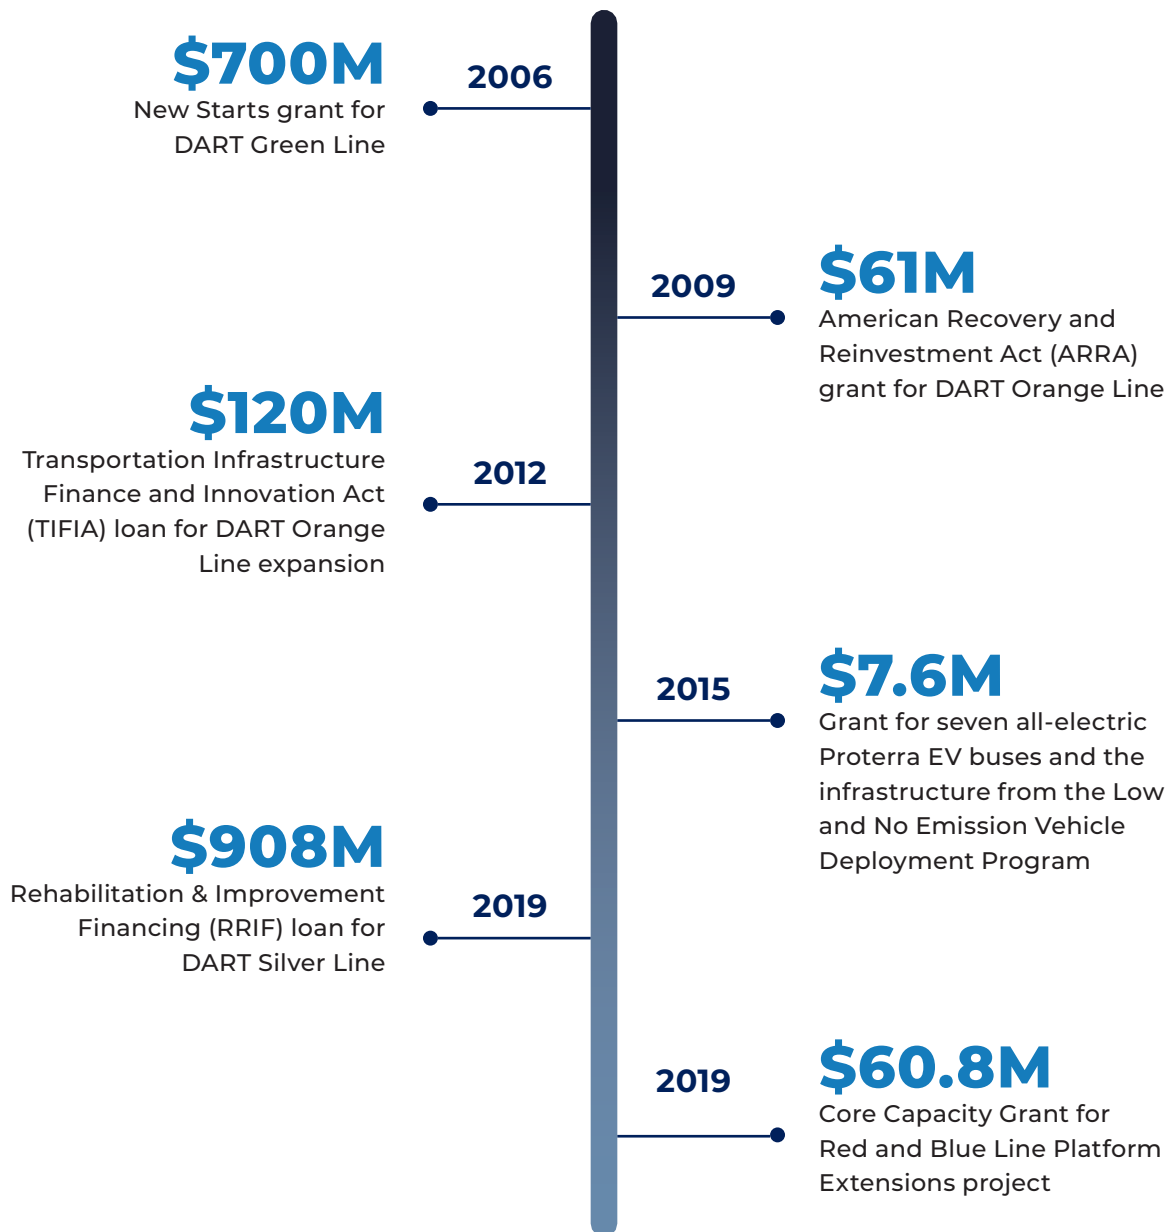 $700M
New Starts grant for
DART Green Line
2006
2009
$61M
American Recovery and
Reinvestment Act (ARRA)
grant for DART Orange Line
$120M
Transportation Infrastructure
Finance and Innovation Act
(TIFIA) loan for DART Orange
Line expansion
2012
2015
$7.6M
Grant for seven all-electric
Proterra EV buses and the
infrastructure from the Low
and No Emission Vehicle
Deployment Program
$908M
Rehabilitation & Improvement
Financing (RRIF) loan for
DART Silver Line
2019
2019
$60.8M
Core Capacity Grant for
Red and Blue Line Platform
Extensions project